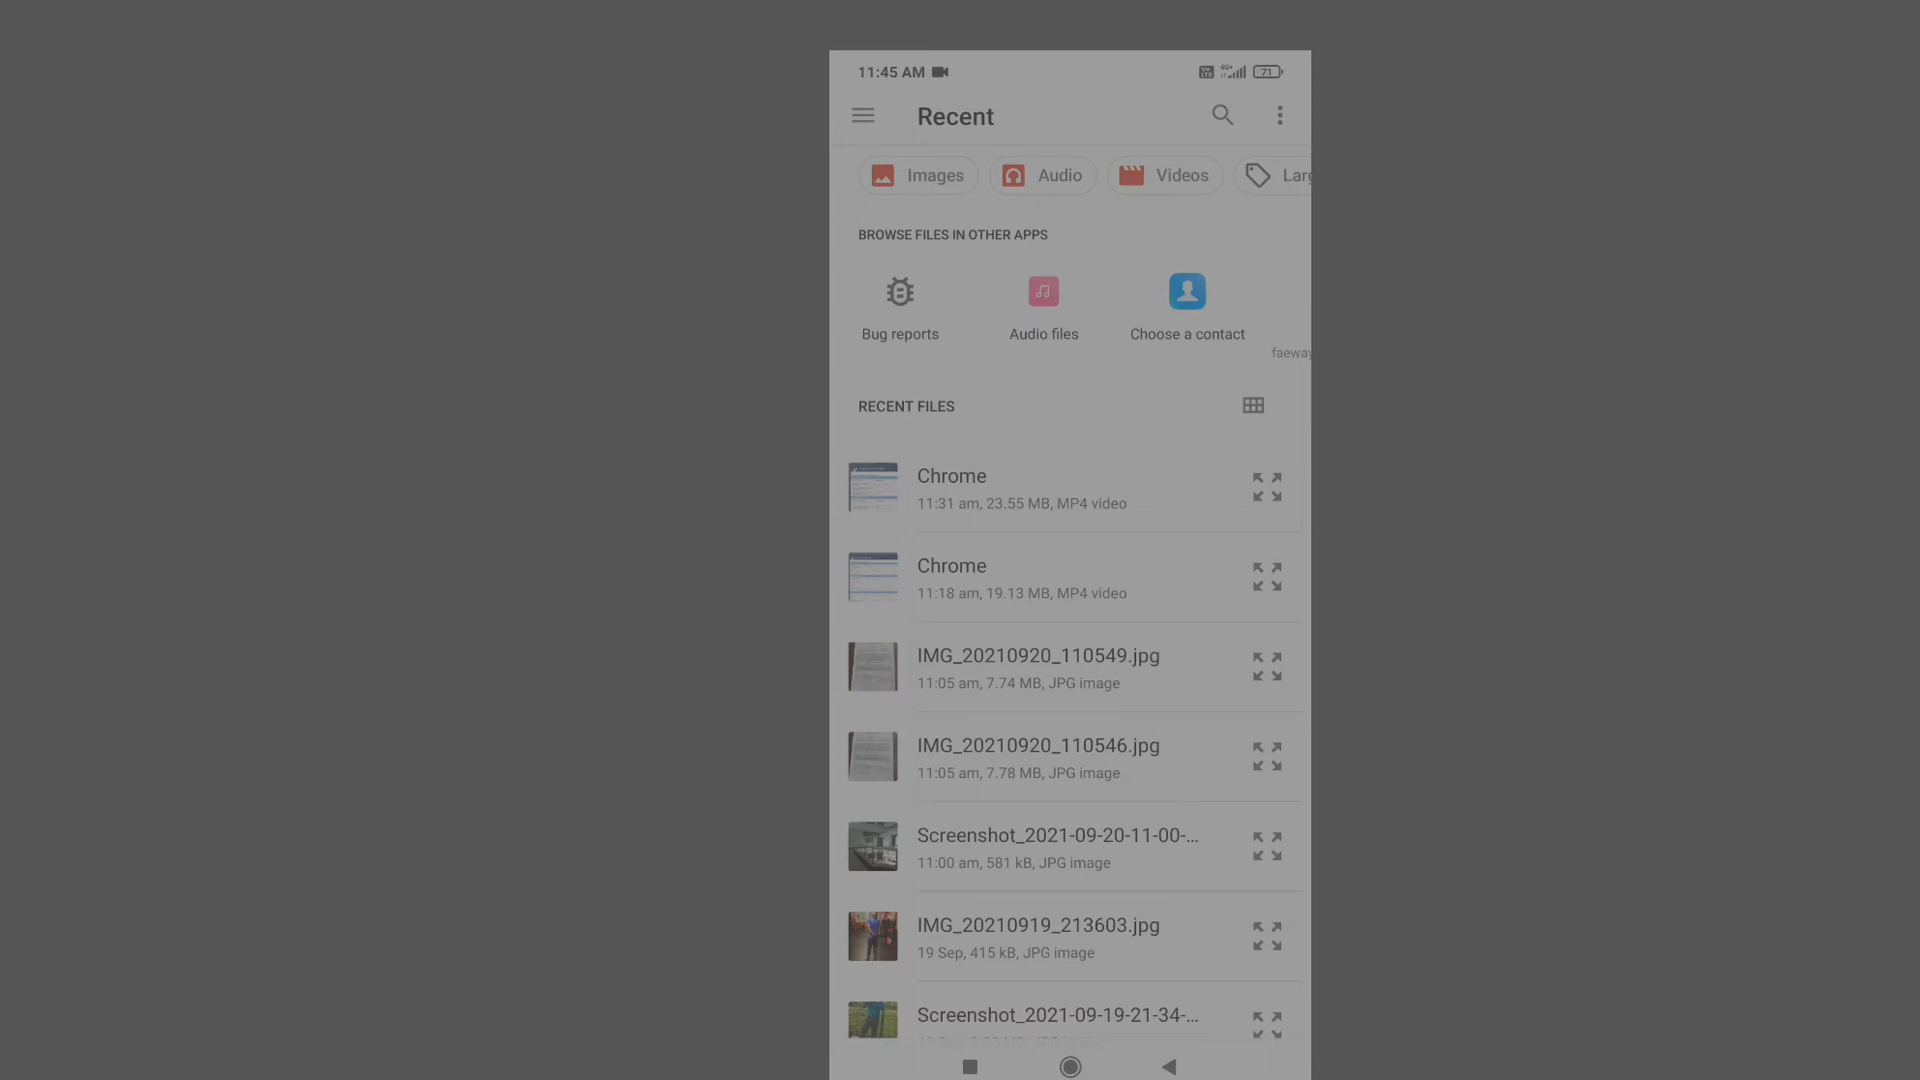 11:45 AM
71
Recent
Images
Audio
Videos
Larg
BROWSE FILES IN OTHER APPS
Bug reports
Audio files
Choose a contact
faeway
RECENT FILES
Chrome
11:31 am, 23.55 MB, MP4 video
Chrome
11:18 am, 19.13 MB, MP4 video
IMG_20210920_110549.jpg
11:05 am, 7.74 MB, JPG image
IMG_20210920_110546.jpg
11:05 am, 7.78 MB, JPG image
Screenshot_2021-09-20-11-00-...
11:00 am, 581 kB, JPG image
IMG_20210919_213603.jpg
19 Sep, 415 kB, JPG image
Screenshot_2021-09-19-21-34-...